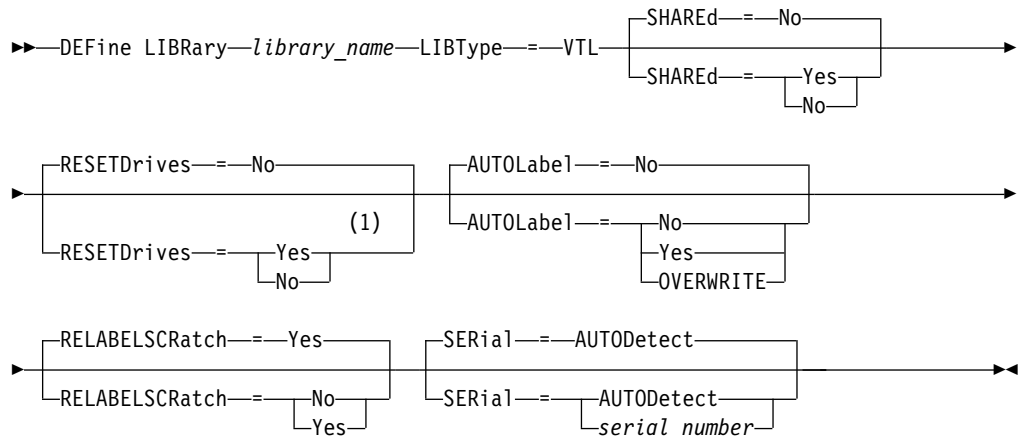 SHAREd = No
DEFine LIBRary library_name LIBType = VTL
SHAREd = Yes
No
RESETDrives = No AUTOLabel = No
(1)
RESETDrives = Yes AUTOLabel = No
No Yes
OVERWRITE
RELABELSCRatch = Yes SERial = AUTODetect
RELABELSCRatch = No SERial = AUTODetect
Yes serial number